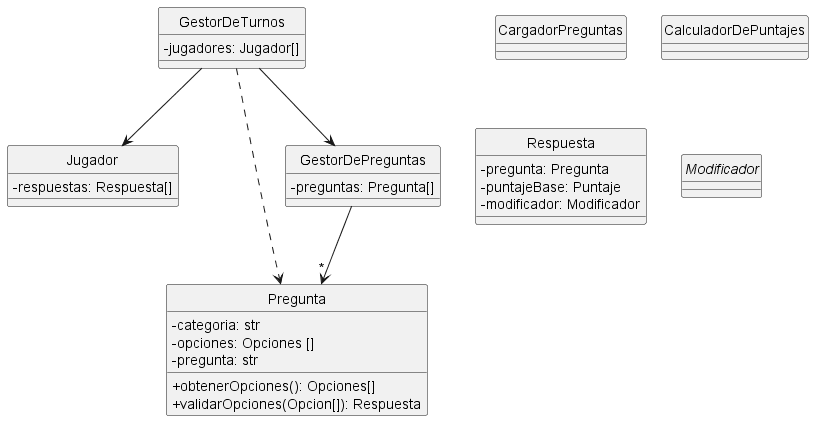 GestorDeTurnos
-jugadores: Jugador[]
CargadorPreguntas
CalculadorDePuntajes
Jugador
-respuestas: Respuesta[]
GestorDePreguntas
-preguntas: Pregunta[]
Respuesta
-pregunta: Pregunta
-puntajeBase: Puntaje
-modificador: Modificador
Modificador
*
Pregunta
-categoria: str
-opciones: Opciones []
-pregunta: str
+obtenerOpciones(): Opciones[]
+validarOpciones(Opcion[]): Respuesta